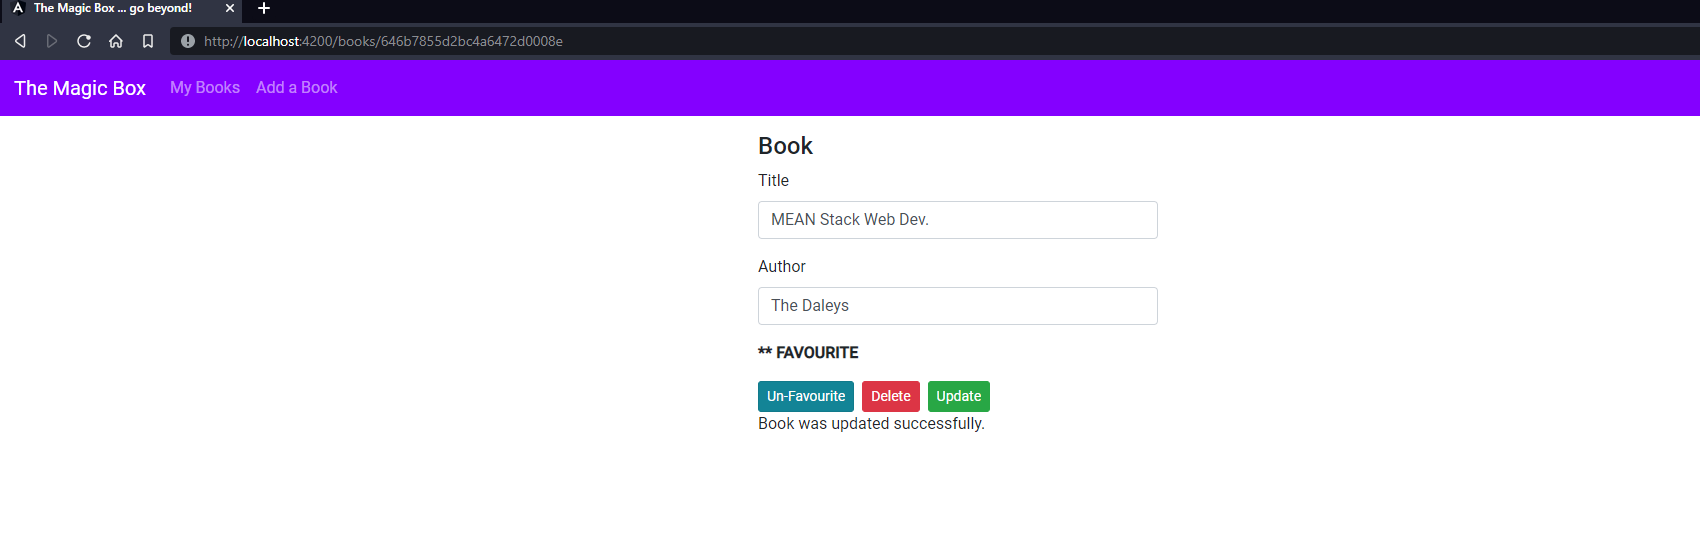 The Magic Box ... go beyond!
http://localhost:4200/books/646b7855d2bc4a6472d0008e
The Magic Box My Books Add a Book
Book
Title
MEAN Stack Web Dev.
Author
The Daleys
** FAVOURITE
Un-Favourite Delete Update
Book was updated successfully.